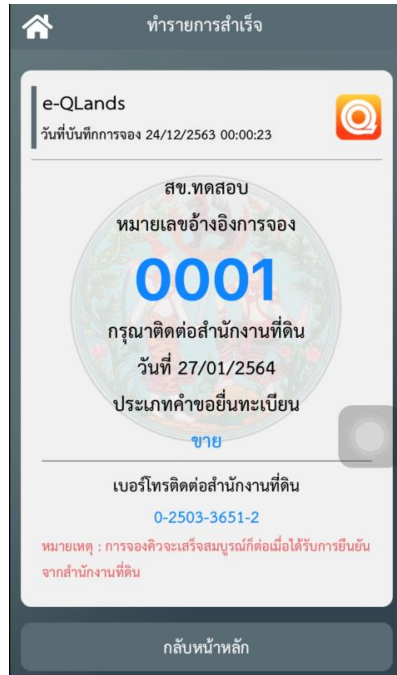 ทำรายการสำเร็จ
e-QLands
วันที่บันทึกการจอง 24/12/2563 00:00:23
สข.ทดสอบ
หมายเลขอ้างอิงการจอง
0001
กรุณาติดต่อสำนักงานที่ดิน
วันที่ 27/01/2564
ประเภทคำขอยื่นทะเบียน
ขาย
เบอร์โทรติดต่อสำนักงานที่ดิน
0-2503-3651-2
หมายเหตุ : การจองคิวจะเสร็จสมบูรณ์ก็ต่อเมื่อได้รับการยืนยัน
จากสำนักงานที่ดิน
กลับหน้าหลัก